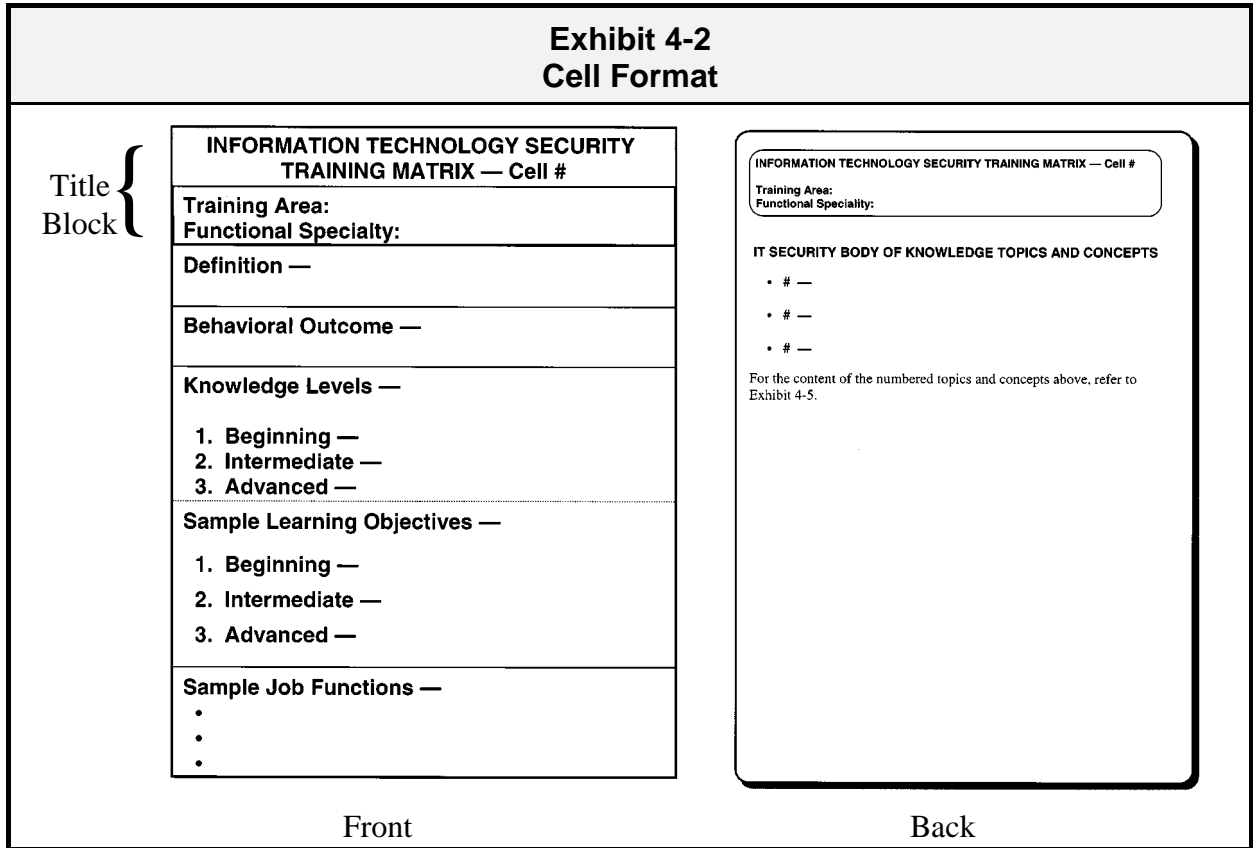 Exhibit 4-2
Cell Format
Title
Block
INFORMATION TECHNOLOGY SECURITY
TRAINING MATRIX — Cell #
Training Area:
Functional Specialty:
Definition —
Behavioral Outcome —
Knowledge Levels —
1. Beginning —
2. Intermediate —
3. Advanced —
Sample Learning Objectives —
1. Beginning —
2. Intermediate —
3. Advanced —
Sample Job Functions —
•
•
•
Front
INFORMATION TECHNOLOGY SECURITY TRAINING MATRIX — Cell #
Training Area:
Functional Speciality:
IT SECURITY BODY OF KNOWLEDGE TOPICS AND CONCEPTS
• # —
• # —
• # —
For the content of the numbered topics and concepts above, refer to
Exhibit 4-5.
Back